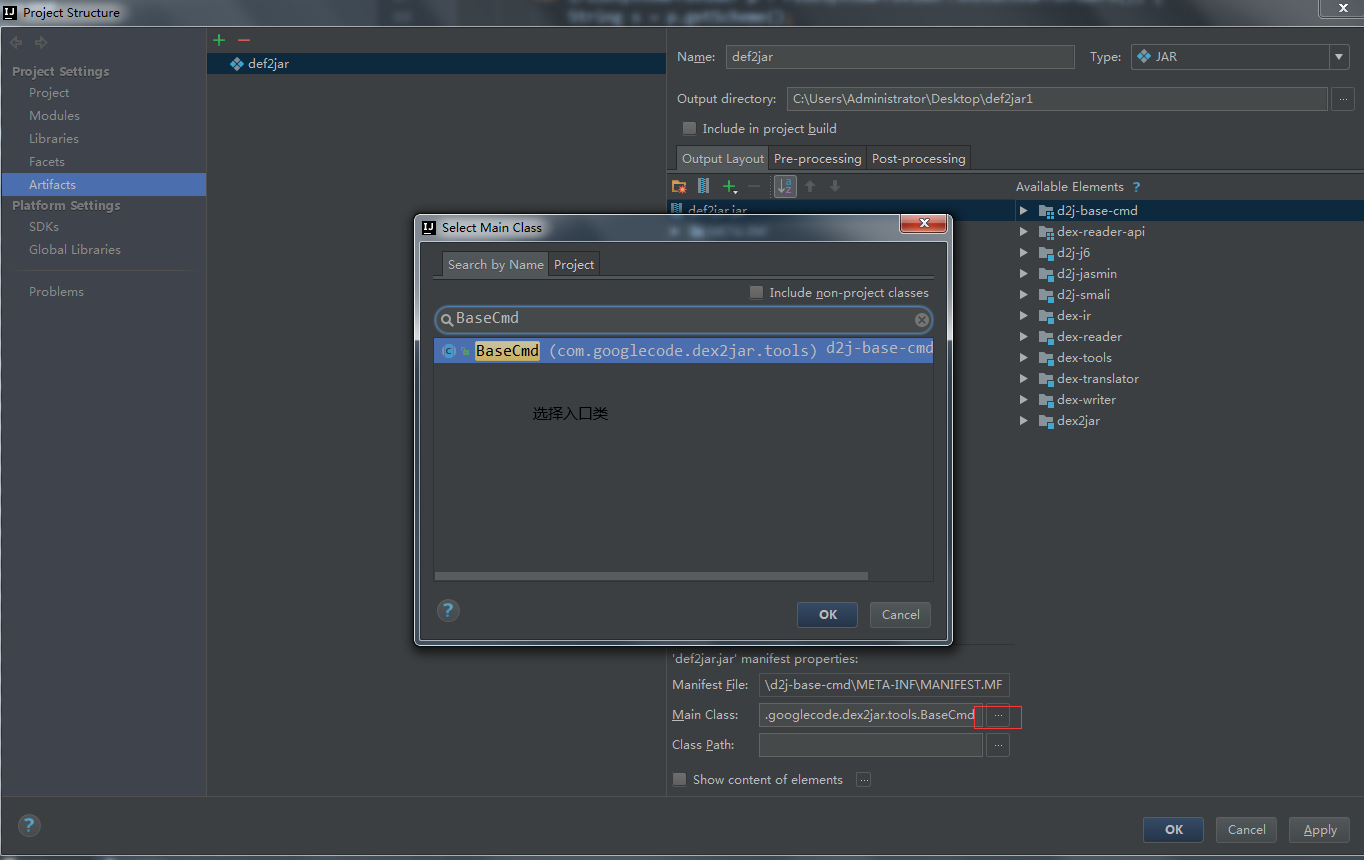 Project Structure
String s = p.getScheme();
Project Settings
Project
Modules
Libraries
Facets
Artifacts
Platform Settings
SDKs
Global Libraries
Problems
def2jar
Name: def2jar Type: JAR
Output directory: C:\Users\Administrator\Desktop\def2jar1
Include in project build
Output Layout Pre-processing Post-processing
Available Elements ?
def2jar.jar
d2j-base-cmd
dex-reader-api
d2j-j6
d2j-jasmin
d2j-smali
dex-ir
dex-reader
dex-tools
dex-translator
dex-writer
dex2jar
Select Main Class
Search by Name Project
Include non-project classes
BaseCmd
BaseCmd (com.googlecode.dex2jar.tools) d2j-base-cmd
选择入口类
? OK Cancel
'def2jar.jar' manifest properties:
Manifest File: \d2j-base-cmd\META-INF\MANIFEST.MF
Main Class: .googlecode.dex2jar.tools.BaseCmd ...
Class Path: ...
Show content of elements ...
? OK Cancel Apply